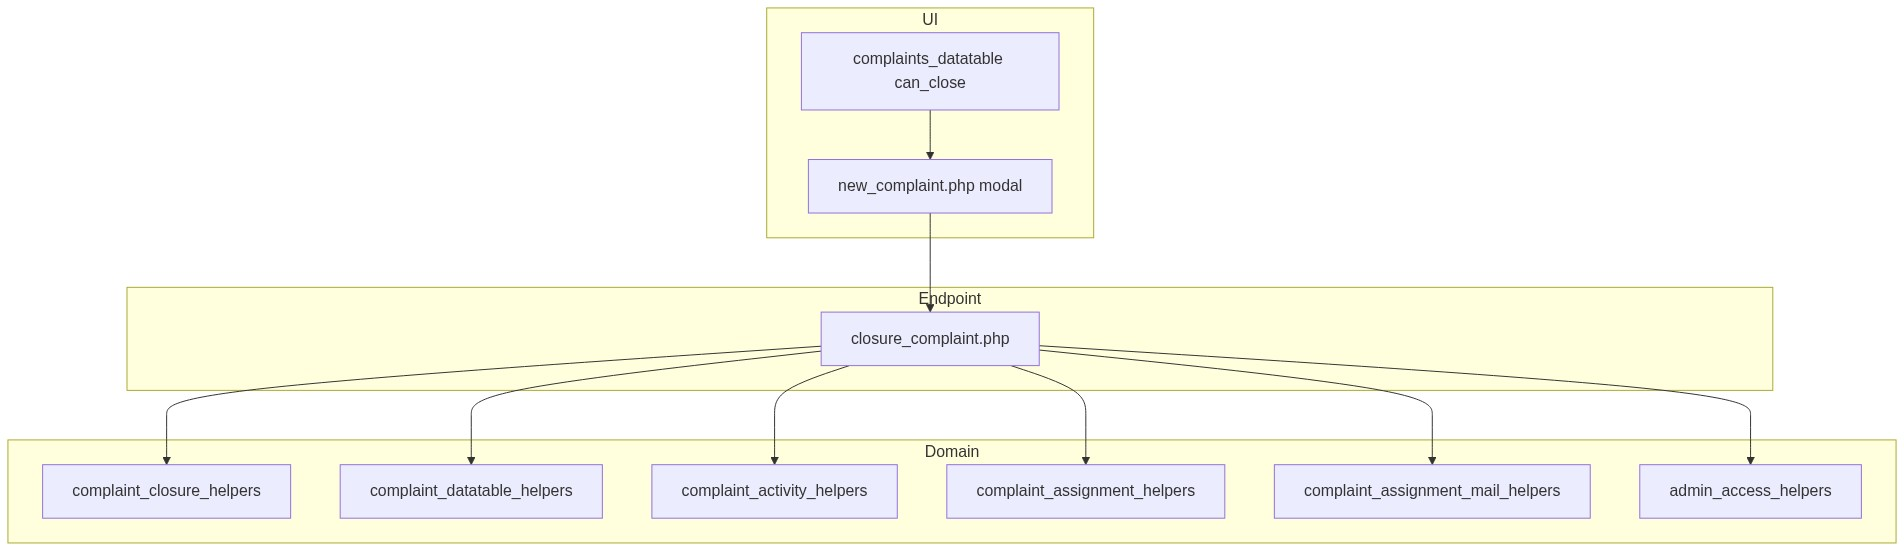 UI
complaints_datatable
can_close
new_complaint.php modal
Endpoint
closure_complaint.php
Domain
complaint_closure_helpers
complaint_datatable_helpers
complaint_activity_helpers
complaint_assignment_helpers
complaint_assignment_mail_helpers
admin_access_helpers